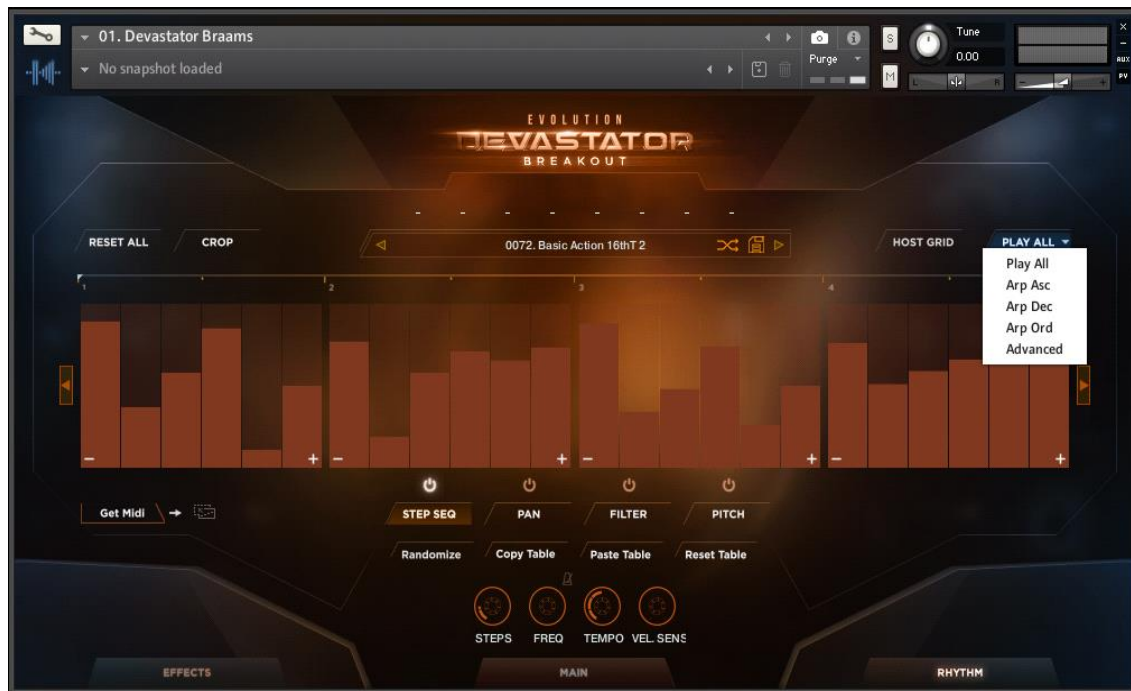 01. Devastator Braams
No snapshot loaded
Purge
S
M
Tune
0.00
L R
- +
×
-
AUX
PV
EVOLUTION
DEVASTATOR
BREAKOUT
- - - - - - - -
RESET ALL
CROP
0072. Basic Action 16thT 2
HOST GRID
PLAY ALL
Play All
Arp Asc
Arp Dec
Arp Ord
Advanced
1 2 3 4
- + - + - + +
Get Midi
STEP SEQ
PAN
FILTER
PITCH
Randomize
Copy Table
Paste Table
Reset Table
STEPS
FREQ
TEMPO
VEL. SENS
EFFECTS
MAIN
RHYTHM